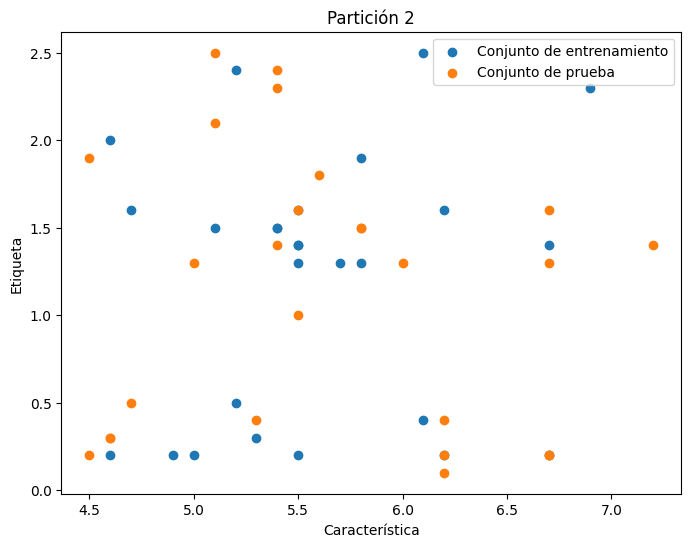 Partición 2
Conjunto de entrenamiento
Conjunto de prueba
2.5
2.0
1.5
1.0
0.5
0.0
Etiqueta
4.5 5.0 5.5 6.0 6.5 7.0
Característica